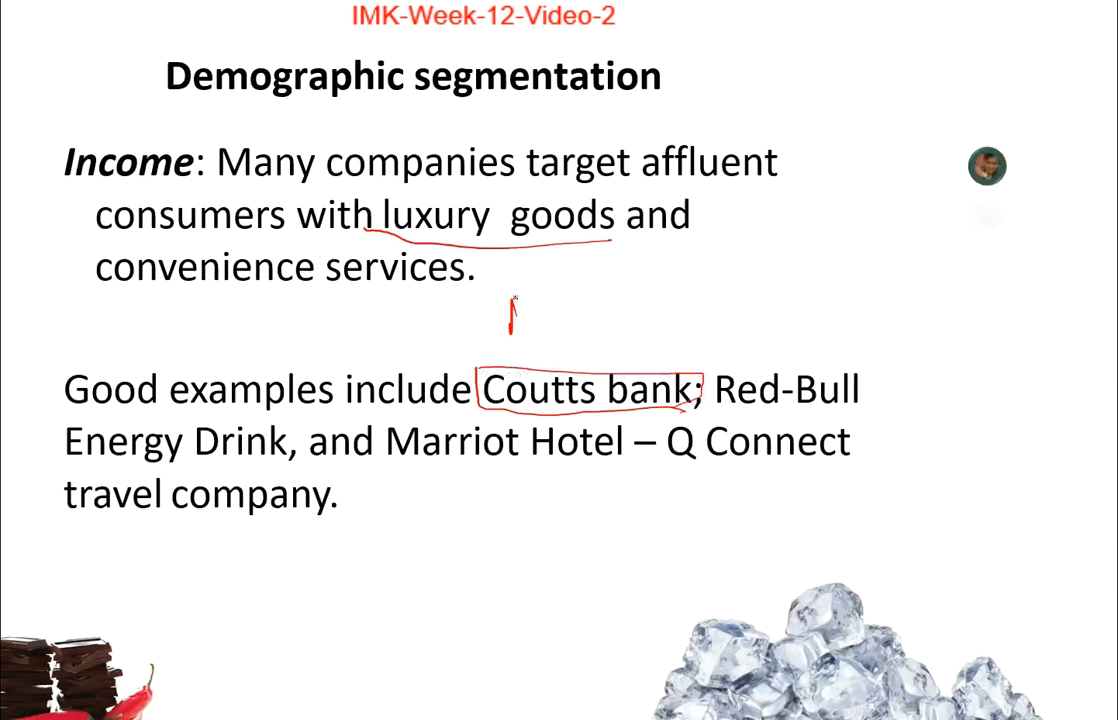 IMK-Week-12-Video-2
Demographic segmentation
Income: Many companies target affluent
consumers with luxury goods and
convenience services.
Good examples include Coutts bank; Red-Bull
Energy Drink, and Marriot Hotel – Q Connect
travel company.